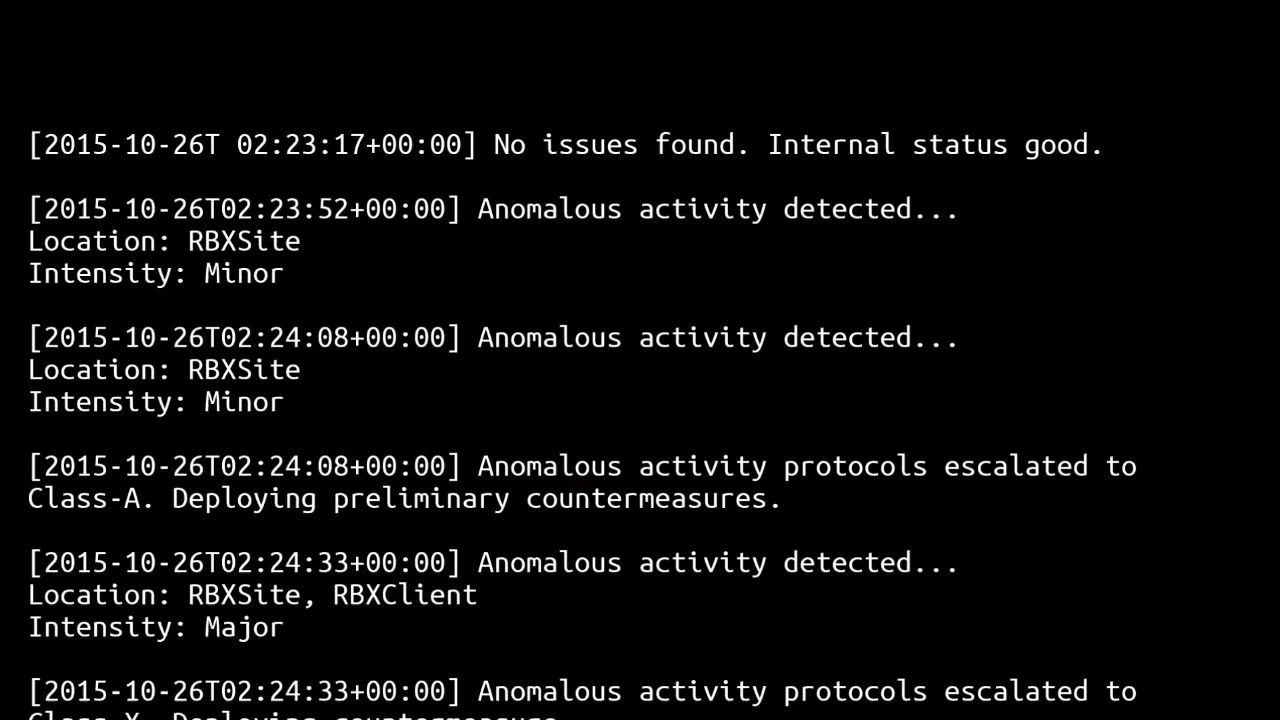 [2015-10-26T 02:23:17+00:00] No issues found. Internal status good.
[2015-10-26T02:23:52+00:00] Anomalous activity detected...
Location: RBXSite
Intensity: Minor
[2015-10-26T02:24:08+00:00] Anomalous activity detected...
Location: RBXSite
Intensity: Minor
[2015-10-26T02:24:08+00:00] Anomalous activity protocols escalated to
Class-A. Deploying preliminary countermeasures.
[2015-10-26T02:24:33+00:00] Anomalous activity detected...
Location: RBXSite, RBXClient
Intensity: Major
[2015-10-26T02:24:33+00:00] Anomalous activity protocols escalated to
Class-X. Deploying countermeasure